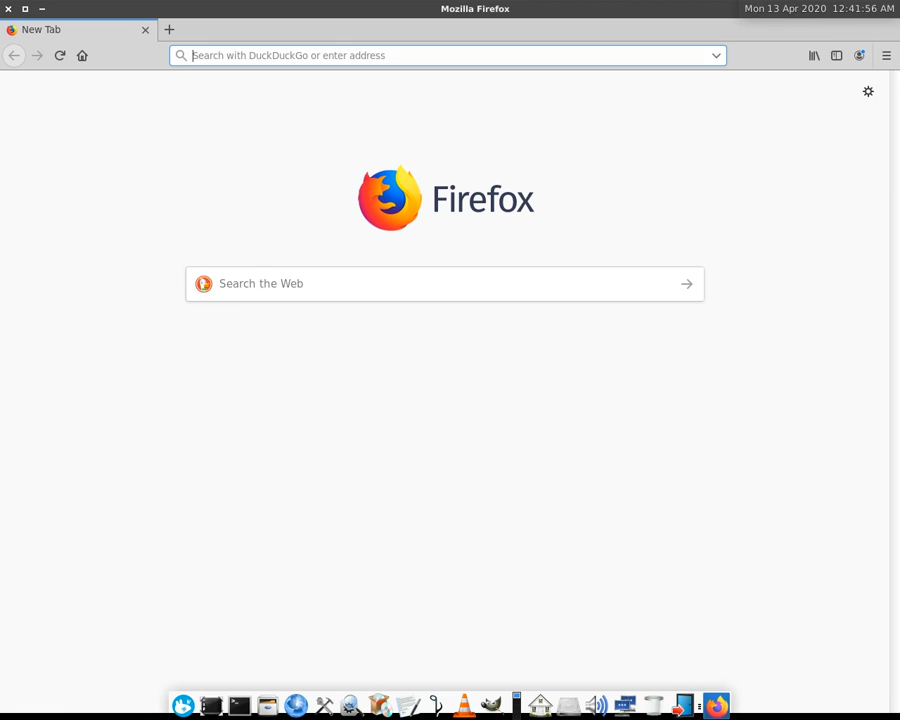 Mozilla Firefox
Mon 13 Apr 2020 12:41:56 AM
New Tab
Search with DuckDuckGo or enter address
Firefox
Search the Web